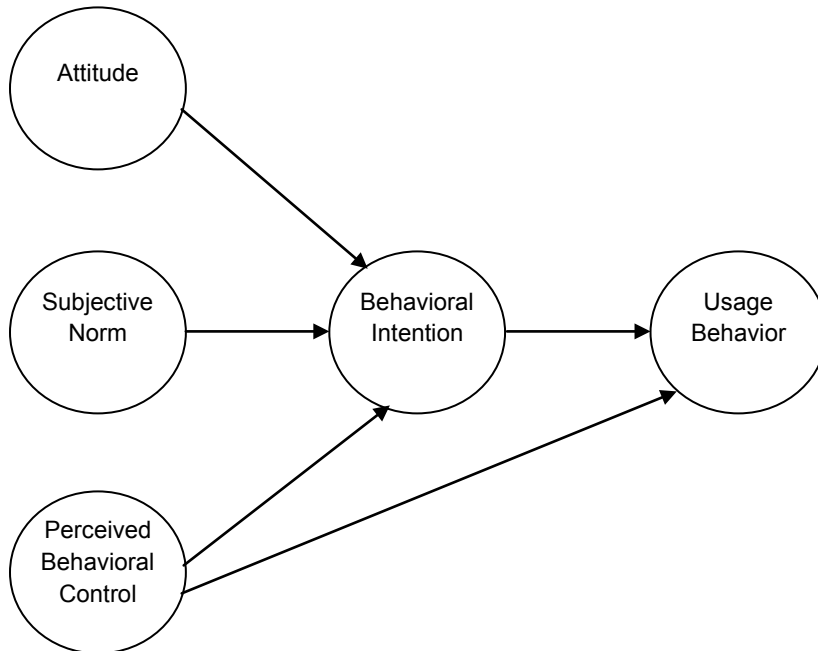 Attitude
Subjective
Norm
Behavioral
Intention
Usage
Behavior
Perceived
Behavioral
Control